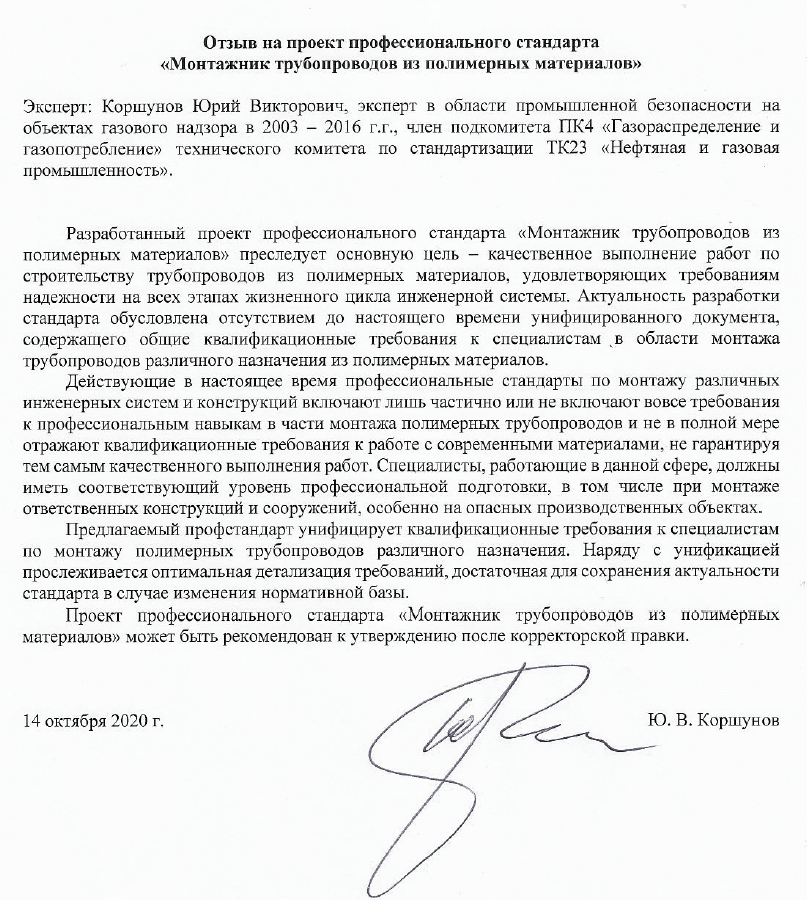 Отзыв на проект профессионального стандарта
«Монтажник трубопроводов из полимерных материалов»
Эксперт: Коршунов Юрий Викторович, эксперт в области промышленной безопасности на
объектах газового надзора в 2003 – 2016 г.г., член подкомитета ПК4 «Газораспределение и
газопотребление» технического комитета по стандартизации ТК23 «Нефтяная и газовая
промышленность».
Разработанный проект профессионального стандарта «Монтажник трубопроводов из
полимерных материалов» преследует основную цель – качественное выполнение работ по
строительству трубопроводов из полимерных материалов, удовлетворяющих требованиям
надежности на всех этапах жизненного цикла инженерной системы. Актуальность разработки
стандарта обусловлена отсутствием до настоящего времени унифицированного документа,
содержащего общие квалификационные требования к специалистам в области монтажа
трубопроводов различного назначения из полимерных материалов.
Действующие в настоящее время профессиональные стандарты по монтажу различных
инженерных систем и конструкций включают лишь частично или не включают вовсе требования
к профессиональным навыкам в части монтажа полимерных трубопроводов и не в полной мере
отражают квалификационные требования к работе с современными материалами, не гарантируя
тем самым качественного выполнения работ. Специалисты, работающие в данной сфере, должны
иметь соответствующий уровень профессиональной подготовки, в том числе при монтаже
ответственных конструкций и сооружений, особенно на опасных производственных объектах.
Предлагаемый профстандарт унифицирует квалификационные требования к специалистам
по монтажу полимерных трубопроводов различного назначения. Наряду с унификацией
прослеживается оптимальная детализация требований, достаточная для сохранения актуальности
стандарта в случае изменения нормативной базы.
Проект профессионального стандарта «Монтажник трубопроводов из полимерных
материалов» может быть рекомендован к утверждению после корректорской правки.
14 октября 2020 г. Ю. В. Коршунов